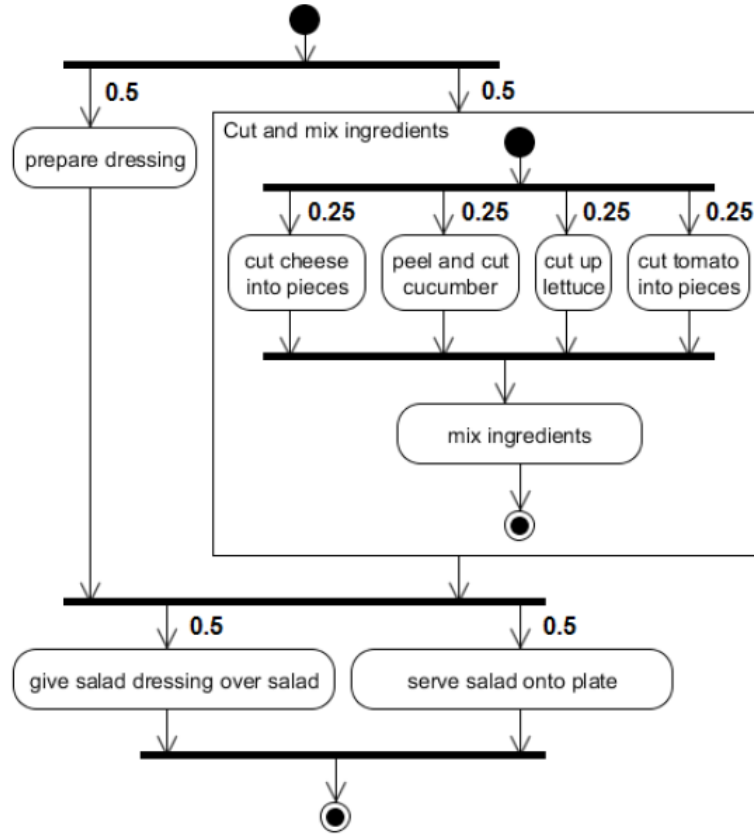 0.5
0.5
prepare dressing
Cut and mix ingredients
0.25
0.25
0.25
0.25
cut cheese
into pieces
peel and cut
cucumber
cut up
lettuce
cut tomato
into pieces
mix ingredients
0.5
0.5
give salad dressing over salad
serve salad onto plate